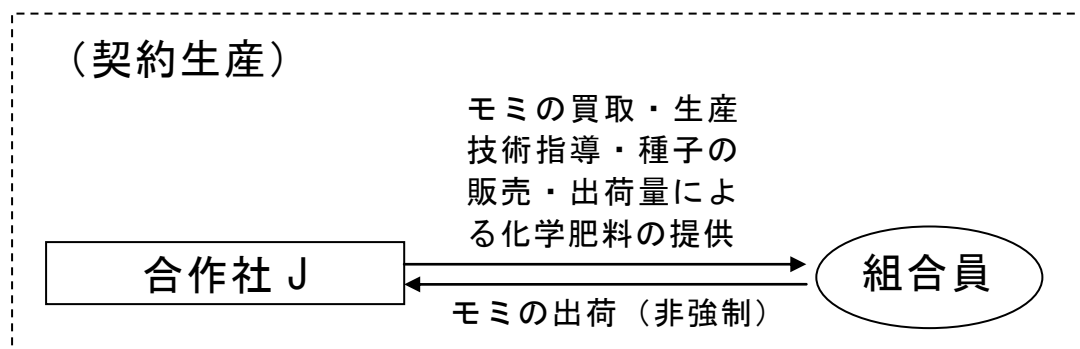 （契約生産）
モミの買取・生産
技術指導・種子の
販売・出荷量によ
る化学肥料の提供
合作社J
組合員
モミの出荷（非強制）